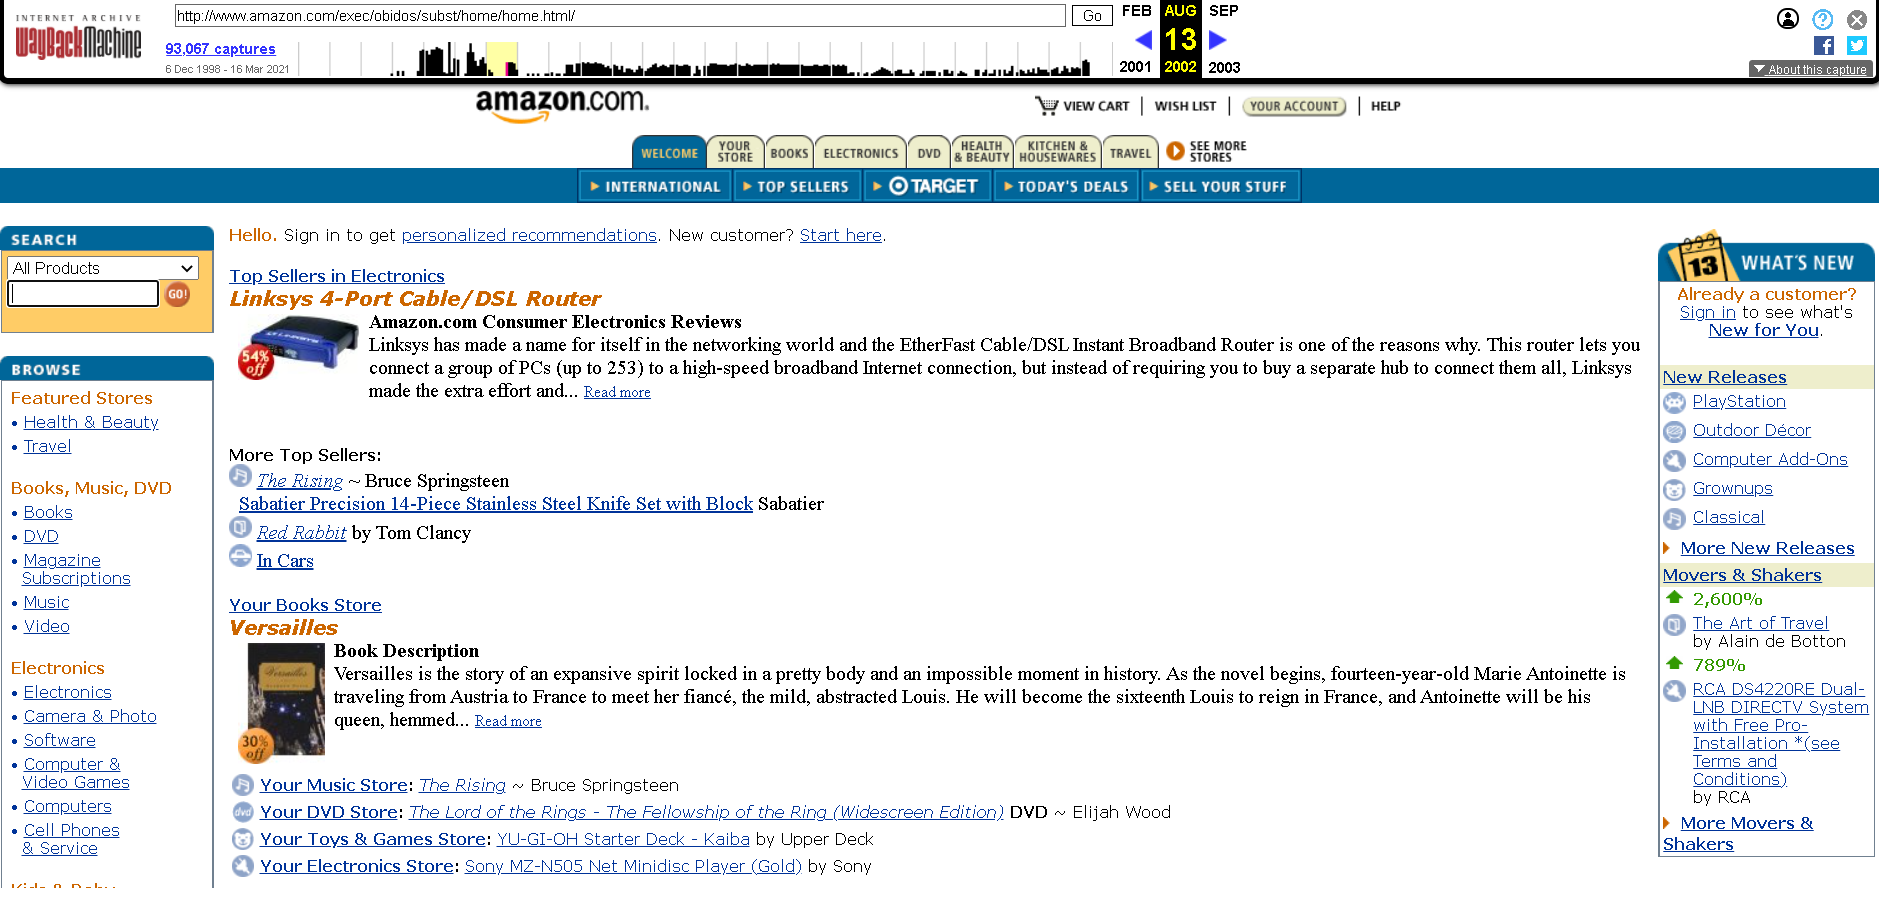 INTERNET ARCHIVE
WayBackMachine
http://www.amazon.com/exec/obidos/subst/home/home.html/
Go
93,067 captures
6 Dec 1998 - 16 Mar 2021
FEB AUG SEP
13
2001 2002 2003
f
About this capture
amazon.com.
VIEW CART
WISH LIST
YOUR ACCOUNT
HELP
WELCOME
YOUR STORE
BOOKS
ELECTRONICS
DVD
HEALTH & BEAUTY
KITCHEN & HOUSEWARES
TRAVEL
SEE MORE STORES
INTERNATIONAL
TOP SELLERS
TARGET
TODAY'S DEALS
SELL YOUR STUFF
SEARCH
All Products
GO!
BROWSE
Featured Stores
• Health & Beauty
• Travel
Books, Music, DVD
• Books
• DVD
• Magazine
Subscriptions
• Music
• Video
Electronics
• Electronics
• Camera & Photo
• Software
• Computer &
Video Games
• Computers
• Cell Phones
& Service
Hello. Sign in to get personalized recommendations. New customer? Start here.
Top Sellers in Electronics
Linksys 4-Port Cable/DSL Router
54% off
Amazon.com Consumer Electronics Reviews
Linksys has made a name for itself in the networking world and the EtherFast Cable/DSL Instant Broadband Router is one of the reasons why. This router lets you
connect a group of PCs (up to 253) to a high-speed broadband Internet connection, but instead of requiring you to buy a separate hub to connect them all, Linksys
made the extra effort and... Read more
More Top Sellers:
The Rising ~ Bruce Springsteen
Sabatier Precision 14-Piece Stainless Steel Knife Set with Block Sabatier
Red Rabbit by Tom Clancy
In Cars
Your Books Store
Versailles
Versailles
30% off
Book Description
Versailles is the story of an expansive spirit locked in a pretty body and an impossible moment in history. As the novel begins, fourteen-year-old Marie Antoinette is
traveling from Austria to France to meet her fiancé, the mild, abstracted Louis. He will become the sixteenth Louis to reign in France, and Antoinette will be his
queen, hemmed... Read more
Your Music Store: The Rising ~ Bruce Springsteen
dvd Your DVD Store: The Lord of the Rings - The Fellowship of the Ring (Widescreen Edition) DVD ~ Elijah Wood
Your Toys & Games Store: YU-GI-OH Starter Deck - Kaiba by Upper Deck
Your Electronics Store: Sony MZ-N505 Net Minidisc Player (Gold) by Sony
13 WHAT'S NEW
Already a customer?
Sign in to see what's
New for You.
New Releases
PlayStation
Outdoor Décor
Computer Add-Ons
Grownups
Classical
More New Releases
Movers & Shakers
2,600%
The Art of Travel
by Alain de Botton
789%
RCA DS4220RE Dual-
LNB DIRECTV System
with Free Pro-
Installation *(see
Terms and
Conditions)
by RCA
More Movers &
Shakers